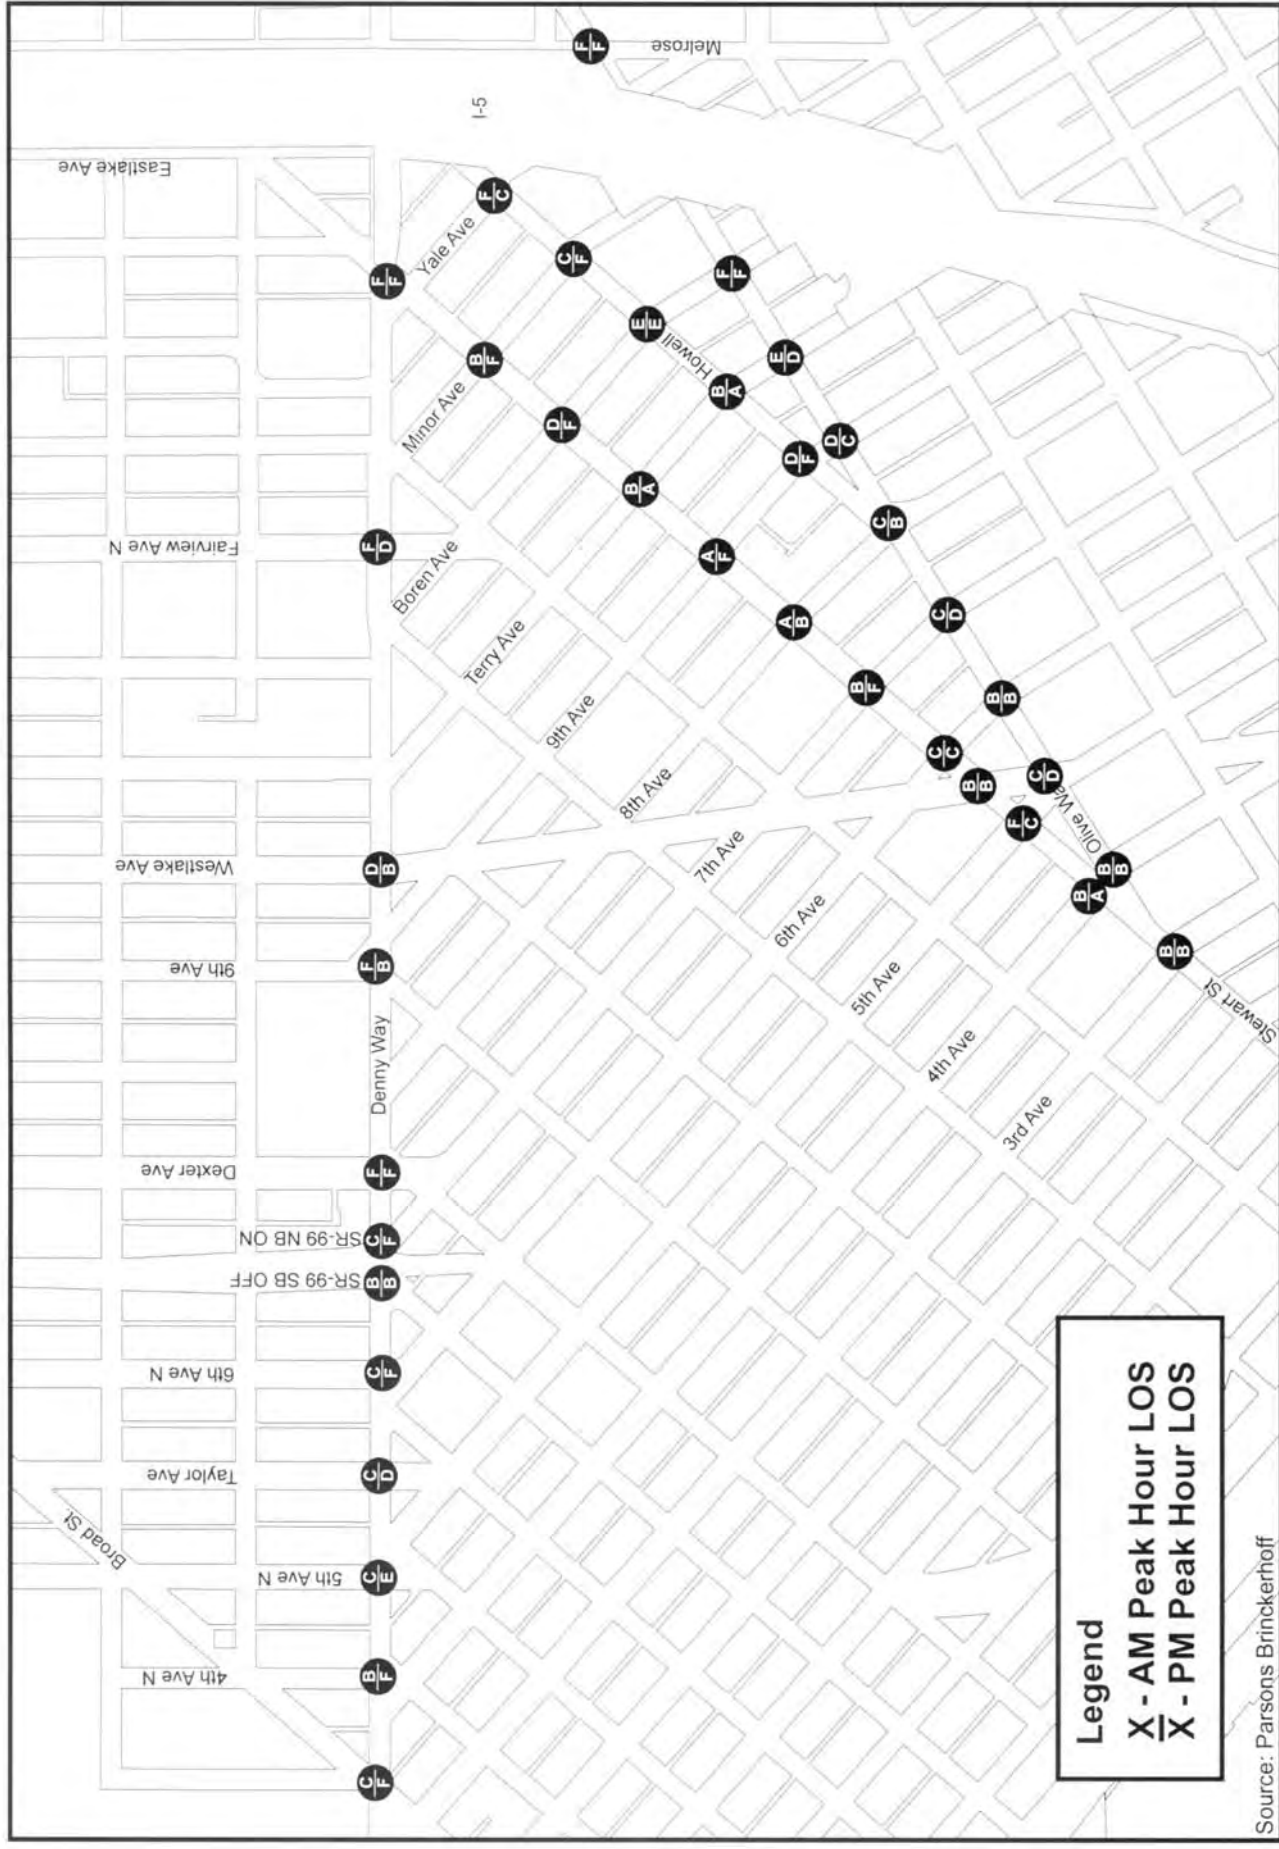 Broad St
4th Ave N
5th Ave N
Taylor Ave
6th Ave N
SR-99 SB OFF
SR-99 NB ON
Dexter Ave
9th Ave
Westlake Ave
Fairview Ave N
Eastlake Ave
I-5
Melrose
Denny Way
C
F
B
F
C
E
C
D
C
F
B
B
C
F
F
F
F
B
D
B
F
D
F
F
F
F
Yale Ave
Minor Ave
Boren Ave
Terry Ave
9th Ave
8th Ave
7th Ave
6th Ave
5th Ave
4th Ave
3rd Ave
B
F
D
F
B
A
A
F
A
B
B
F
C
C
B
B
F
C
B
A
B
B
Stewart St
F
C
C
F
E
E
Howell
B
A
D
F
F
F
E
D
D
C
C
B
C
D
B
B
C
D
B
B
Legend
X - AM Peak Hour LOS
X - PM Peak Hour LOS
Source: Parsons Brinckerhoff